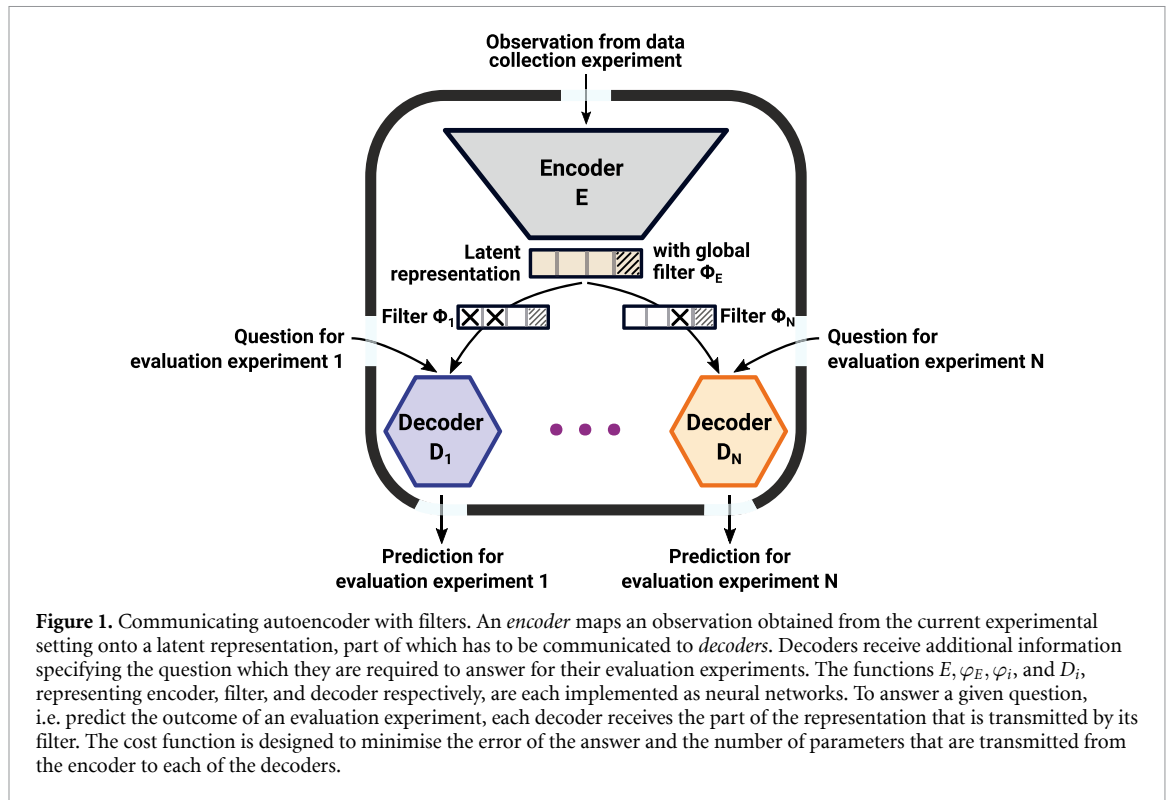 Observation from data
collection experiment
Encoder
E
Latent
representation
with global
filter Φ_E
Filter Φ_1
Filter Φ_N
Question for
evaluation experiment 1
Question for
evaluation experiment N
Decoder
D_1
Decoder
D_N
Prediction for
evaluation experiment 1
Prediction for
evaluation experiment N
Figure 1. Communicating autoencoder with filters. An encoder maps an observation obtained from the current experimental
setting onto a latent representation, part of which has to be communicated to decoders. Decoders receive additional information
specifying the question which they are required to answer for their evaluation experiments. The functions E, φ_E, φ_i, and D_i,
representing encoder, filter, and decoder respectively, are each implemented as neural networks. To answer a given question,
i.e. predict the outcome of an evaluation experiment, each decoder receives the part of the representation that is transmitted by its
filter. The cost function is designed to minimise the error of the answer and the number of parameters that are transmitted from
the encoder to each of the decoders.